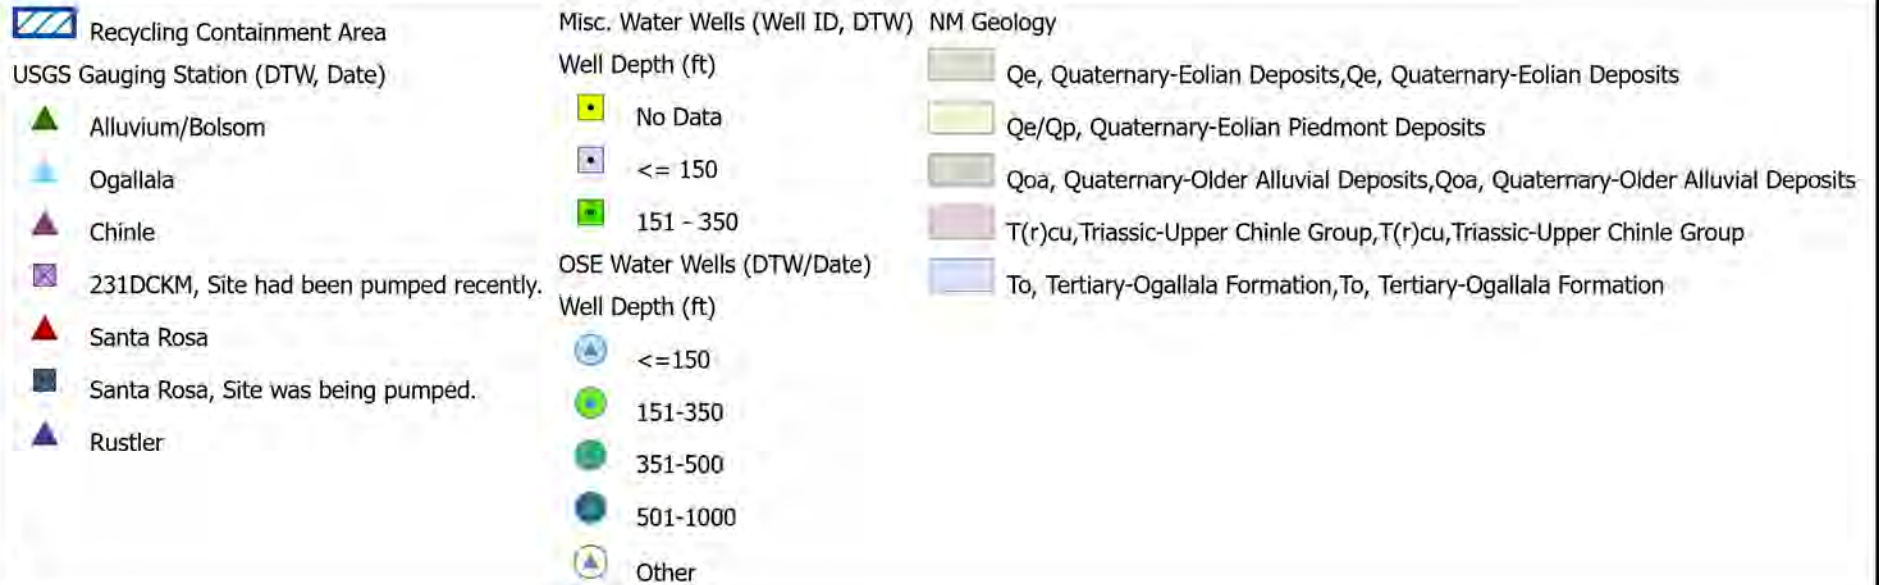 Recycling Containment Area
USGS Gauging Station (DTW, Date)
Alluvium/Bolsom
Ogallala
Chinle
231DCKM, Site had been pumped recently.
Santa Rosa
Santa Rosa, Site was being pumped.
Rustler
Misc. Water Wells (Well ID, DTW)
Well Depth (ft)
No Data
<= 150
151 - 350
OSE Water Wells (DTW/Date)
Well Depth (ft)
<=150
151-350
351-500
501-1000
Other
NM Geology
Qe, Quaternary-Eolian Deposits,Qe, Quaternary-Eolian Deposits
Qe/Qp, Quaternary-Eolian Piedmont Deposits
Qoa, Quaternary-Older Alluvial Deposits,Qoa, Quaternary-Older Alluvial Deposits
T(r)cu,Triassic-Upper Chinle Group,T(r)cu,Triassic-Upper Chinle Group
To, Tertiary-Ogallala Formation,To, Tertiary-Ogallala Formation